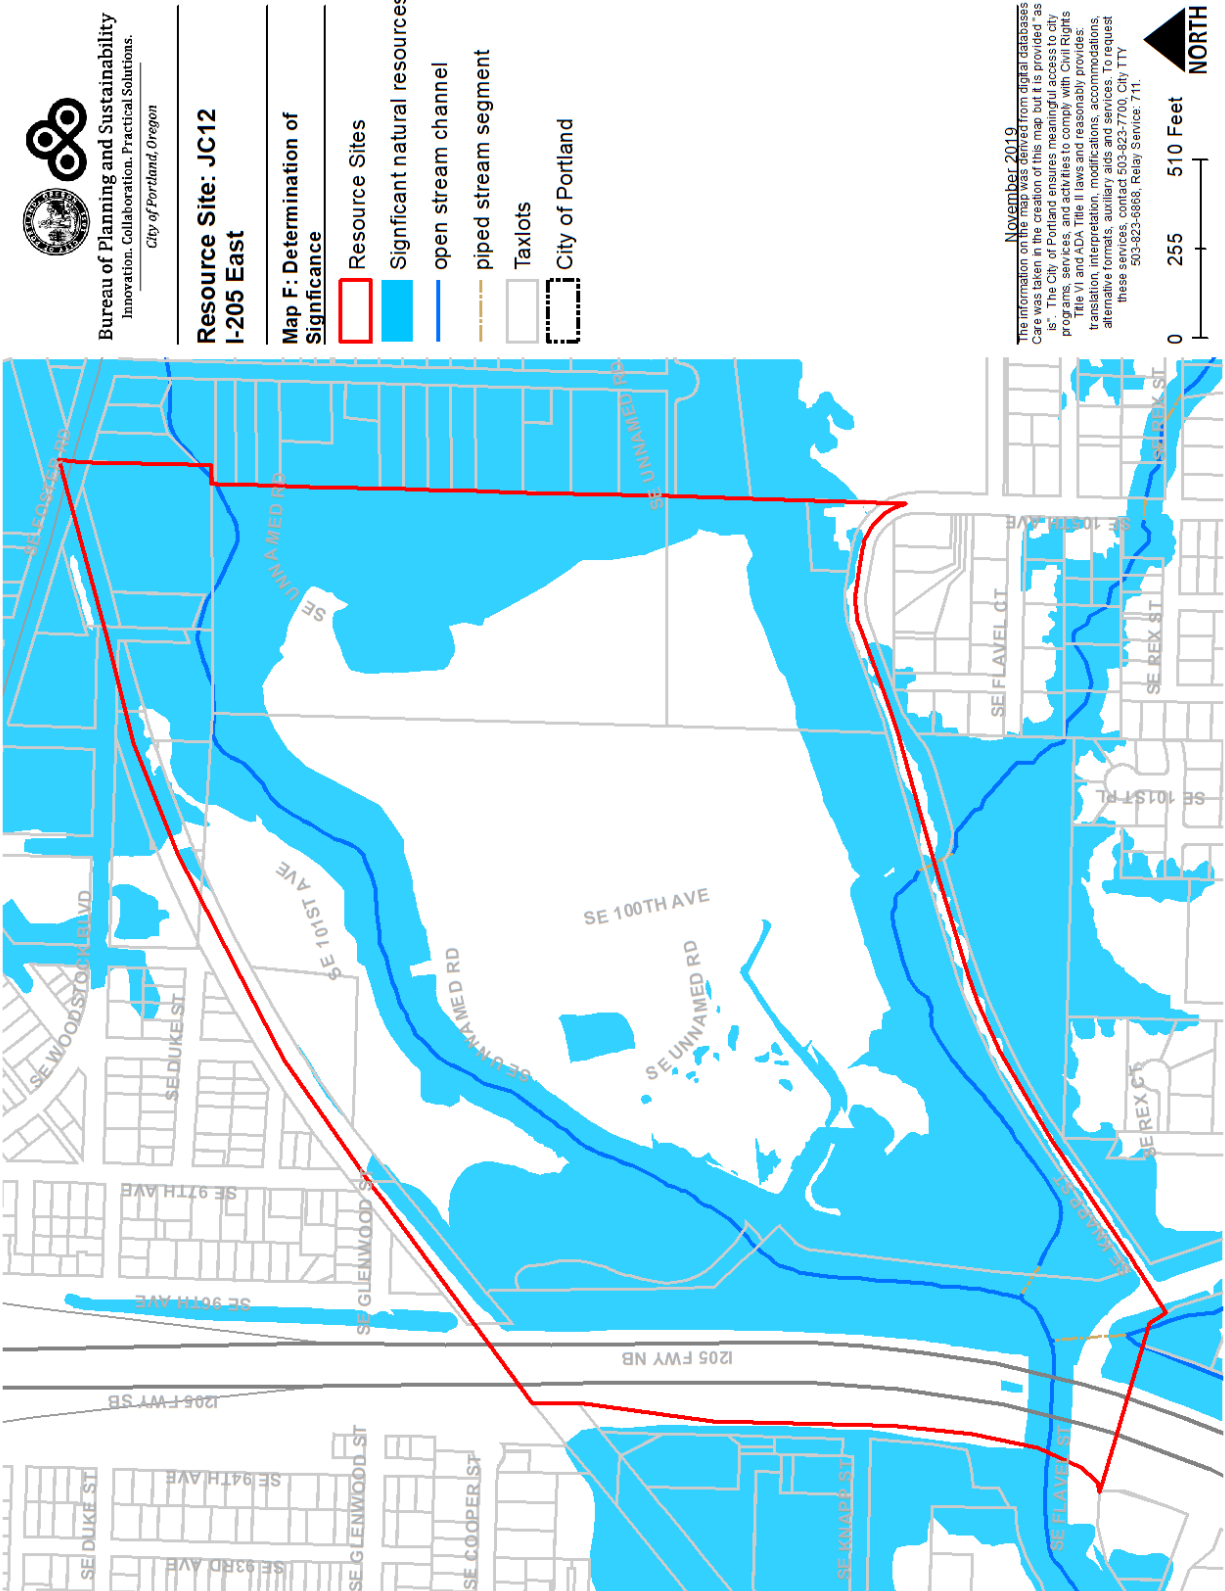 Bureau of Planning and Sustainability
Innovation. Collaboration. Practical Solutions.
City of Portland, Oregon
Resource Site: JC12
I-205 East
Map F: Determination of
Signficance
Resource Sites
Signficant natural resources
open stream channel
piped stream segment
Taxlots
City of Portland
November 2019
The information on the map was derived from digital databases
Care was taken in the creation of this map but it is provided "as
is". The City of Portland ensures meaningful access to city
programs, services, and activities to comply with Civil Rights
Title VI and ADA Title II laws and reasonably provides:
translation, interpretation, modifications, accommodations,
alternative formats, auxiliary aids and services. To request
these services, contact 503-823-7700, City TTY
503-823-6868, Relay Service: 711.
0 255 510 Feet
NORTH
SE FOSTER RD
SE UNNAMED RD
SE UNNAMED RD
SE WOODSTOCK BLVD
SE DUKE ST
SE 101ST AVE
SE UNNAMED RD
SE UNNAMED RD
SE 100TH AVE
SE 97TH AVE
SE GLENWOOD ST
SE 96TH AVE
I205 FWY NB
I205 FWY SB
SE DUKE ST
SE 94TH AVE
SE 93RD AVE
SE GLENWOOD ST
SE COOPER ST
SE KNAPP ST
SE FLAVEL ST
SE KNAPP ST
SE REX CT
SE 101ST PL
SE REX ST
SE FLAVEL CT
SE 105TH AVE
SE REX ST